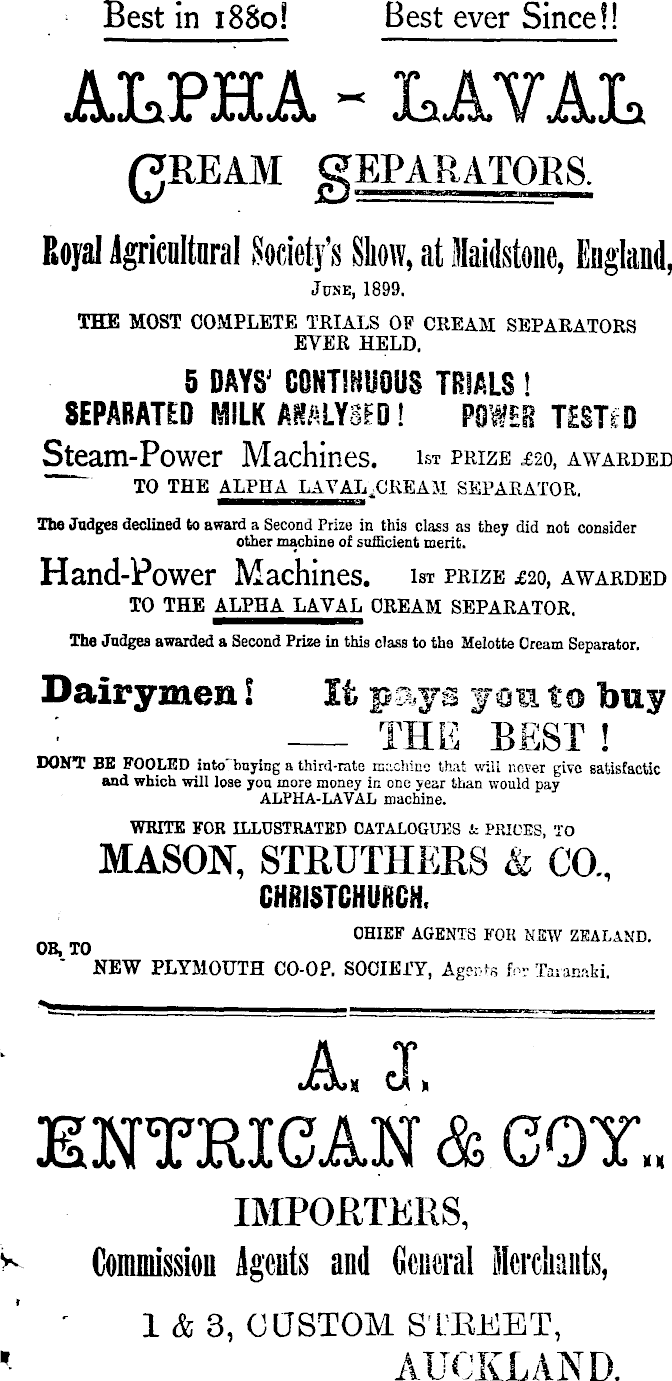 Best in 1880! Best ever Since!!
ALPHA-LAVAL
CREAM SEPARATORS.
Royal Agricultural Society's Show, at Maidstone, England,
JUNE, 1899.
THE MOST COMPLETE TRIALS OF CREAM SEPARATORS
EVER HELD.
5 DAYS' CONTINUOUS TRIALS!
SEPARATED MILK ANALYSED! POWER TESTED
Steam-Power Machines. 1ST PRIZE £20, AWARDED
TO THE ALPHA LAVAL CREAM SEPARATOR.
The Judges declined to award a Second Prize in this class as they did not consider
other machine of sufficient merit.
Hand-Power Machines. 1ST PRIZE £20, AWARDED
TO THE ALPHA LAVAL CREAM SEPARATOR.
The Judges awarded a Second Prize in this class to the Melotte Cream Separator.
Dairymen! It pays you to buy
THE BEST!
DON'T BE FOOLED into buying a third-rate machine that will never give satisfactic
and which will lose you more money in one year than would pay
ALPHA-LAVAL machine.
WRITE FOR ILLUSTRATED CATALOGUES & PRICES, TO
MASON, STRUTHERS & CO.,
CHRISTCHURCH.
CHIEF AGENTS FOR NEW ZEALAND.
OR, TO
NEW PLYMOUTH CO-OP. SOCIETY, Agents for Taranaki.
A. J.
ENTRICAN & COY..
IMPORTERS,
Commission Agents and General Merchants,
1 & 3, CUSTOM STREET,
AUCKLAND.